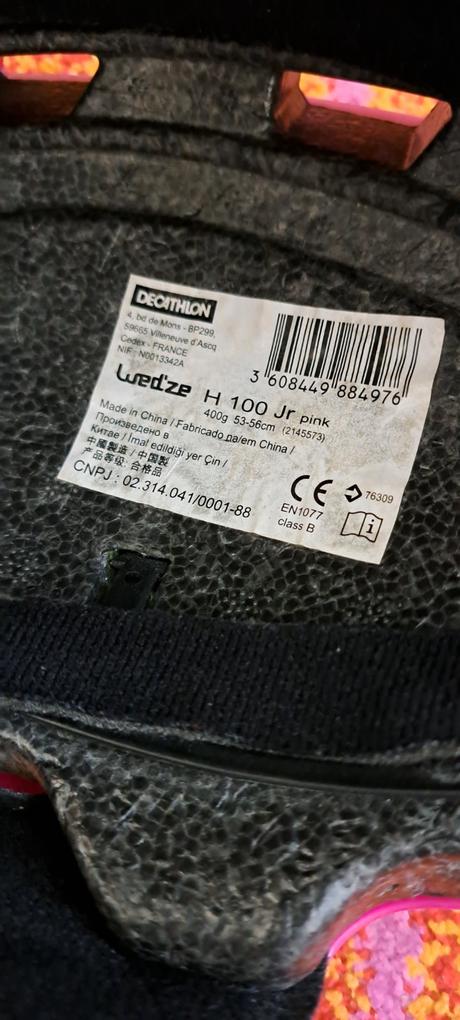 DECATHLON
4, bd de Mons - BP299,
59665 Villeneuve d'Ascq
Cedex - FRANCE
NIF : N0013342A
3 608449 884976
Wed'ze
H 100 Jr pink
400g 53-56cm (2145573)
Made in China / Fabricado na/em China /
Произведено в
Китае / İmal edildiği yer Çin /
中國製造 / 中国製
产品等级: 合格品
CNPJ : 02.314.041/0001-88
CE
76309
EN1077
class B
i